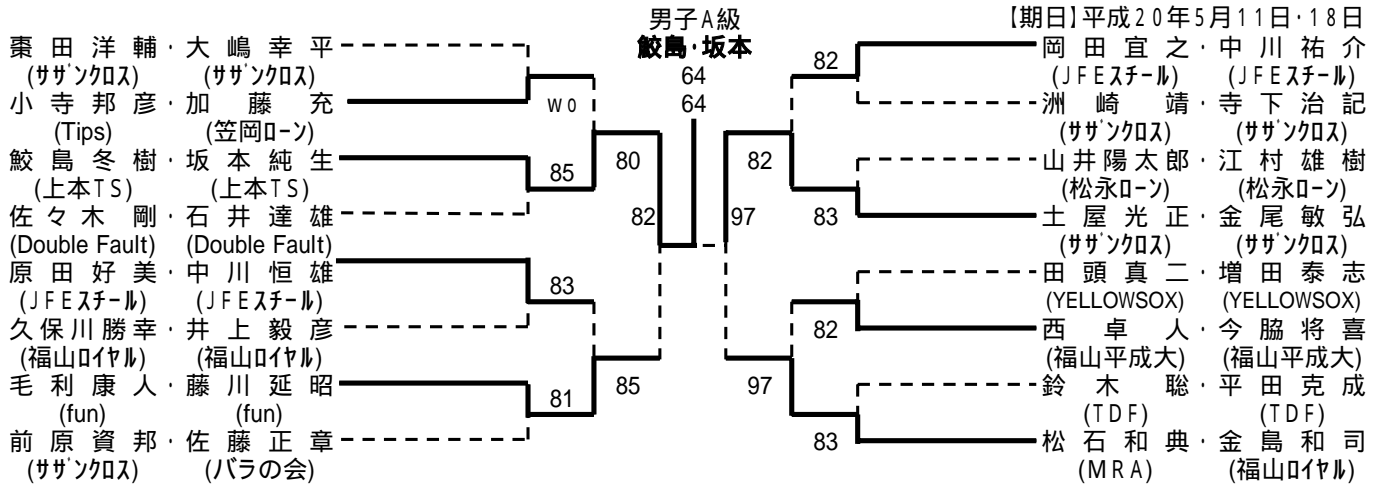 男子A級
【期日】平成20年5月11日・18日
鮫島・坂本
64
64
棗田洋輔・大嶋幸平
(サザンクロス) (サザンクロス)
小寺邦彦・加藤充
(Tips) (笠岡ローン)
鮫島冬樹・坂本純生
(上本TS) (上本TS)
佐々木剛・石井達雄
(Double Fault) (Double Fault)
原田好美・中川恒雄
(JFEスチール) (JFEスチール)
久保川勝幸・井上毅彦
(福山ロイヤル) (福山ロイヤル)
毛利康人・藤川延昭
(fun) (fun)
前原資邦・佐藤正章
(サザンクロス) (バラの会)
W0
85
83
81
80
85
82
岡田宜之・中川祐介
(JFEスチール) (JFEスチール)
洲崎靖・寺下治記
(サザンクロス) (サザンクロス)
山井陽太郎・江村雄樹
(松永ローン) (松永ローン)
土屋光正・金尾敏弘
(サザンクロス) (サザンクロス)
田頭真二・増田泰志
(YELLOWSOX) (YELLOWSOX)
西卓人・今脇将喜
(福山平成大) (福山平成大)
鈴木聡・平田克成
(TDF) (TDF)
松石和典・金島和司
(MRA) (福山ロイヤル)
82
83
82
83
82
97
97